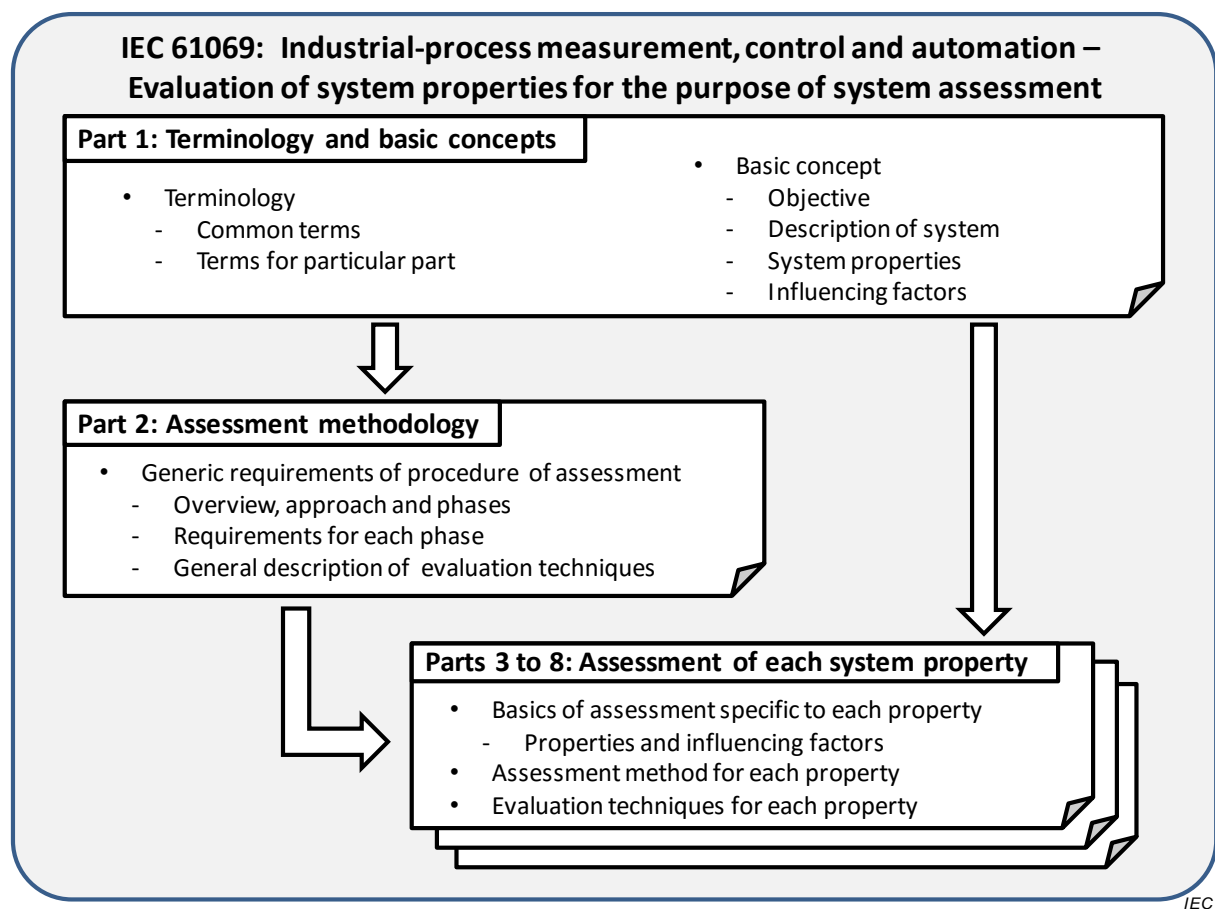 IEC 61069: Industrial-process measurement, control and automation –
Evaluation of system properties for the purpose of system assessment
Part 1: Terminology and basic concepts
• Terminology
- Common terms
- Terms for particular part
• Basic concept
- Objective
- Description of system
- System properties
- Influencing factors
Part 2: Assessment methodology
• Generic requirements of procedure of assessment
- Overview, approach and phases
- Requirements for each phase
- General description of evaluation techniques
Parts 3 to 8: Assessment of each system property
• Basics of assessment specific to each property
- Properties and influencing factors
• Assessment method for each property
• Evaluation techniques for each property
IEC